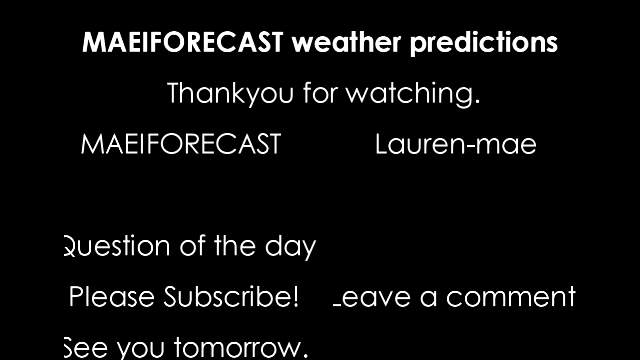 MAEIFORECAST weather predictions
Thankyou for watching.
MAEIFORECAST Lauren-mae
Question of the day
Please Subscribe! Leave a comment
See you tomorrow.